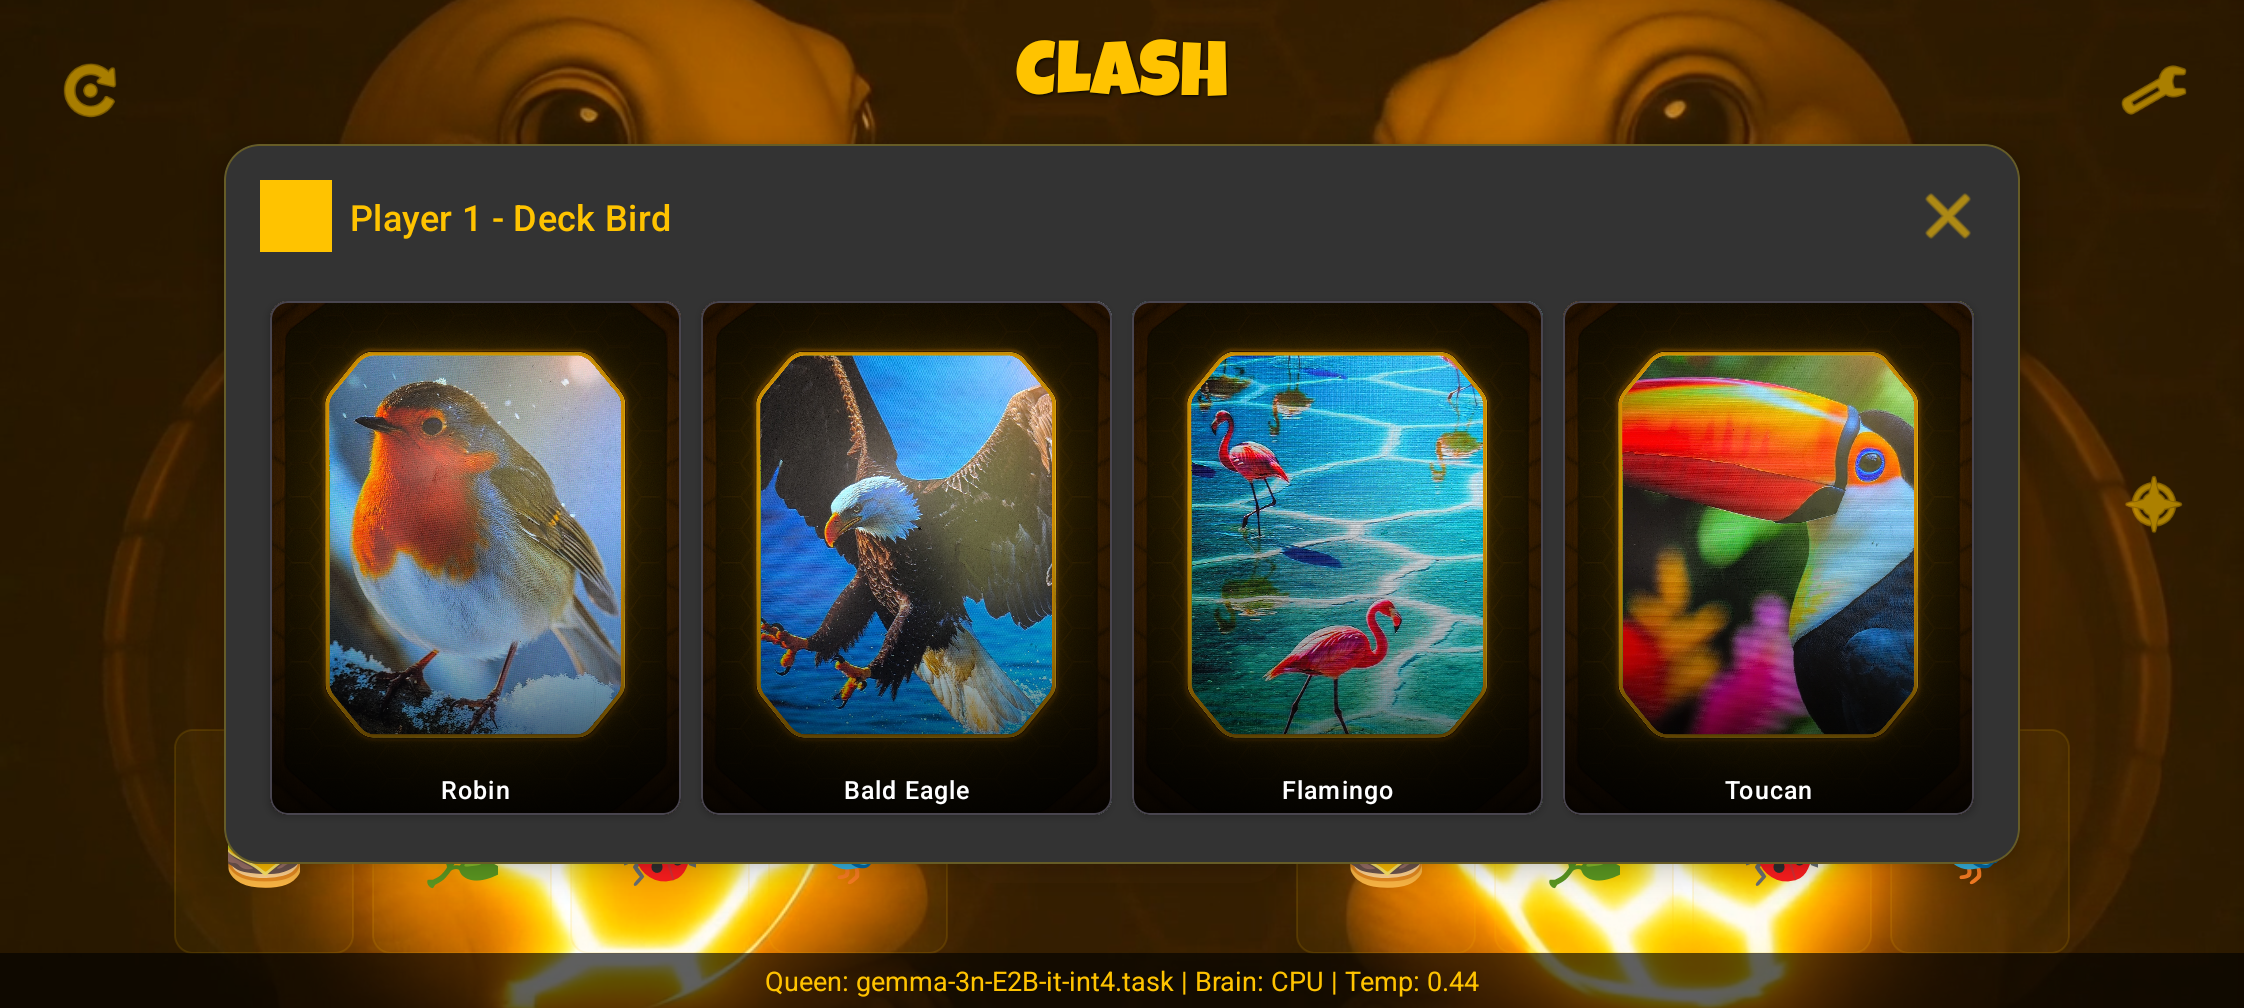 CLASH
Player 1 - Deck Bird
Robin
Bald Eagle
Flamingo
Toucan
Queen: gemma-3n-E2B-it-int4.task | Brain: CPU | Temp: 0.44